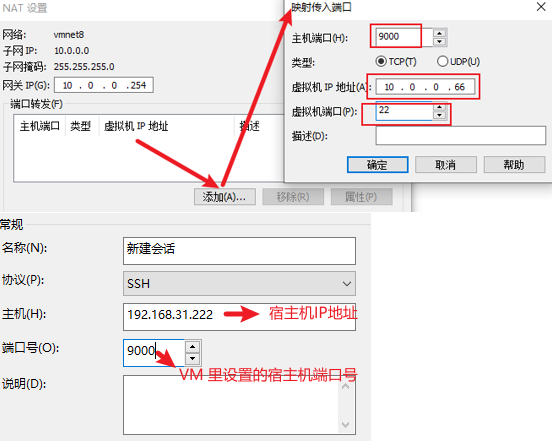 NAT 设置
网络: vmnet8
子网 IP: 10.0.0.0
子网掩码: 255.255.255.0
网关 IP(G): 10 . 0 . 0 .254
端口转发(F)
主机端口 类型 虚拟机 IP 地址 描述
添加(A)... 移除(R) 属性(P)
映射传入端口
主机端口(H): 9000
类型: TCP(T) UDP(U)
虚拟机 IP 地址(A): 10 . 0 . 0 .66
虚拟机端口(P): 22
描述(D):
确定 取消 帮助
常规
名称(N): 新建会话
协议(P): SSH
主机(H): 192.168.31.222 宿主机IP地址
端口号(O): 9000
VM 里设置的宿主机端口号
说明(D):